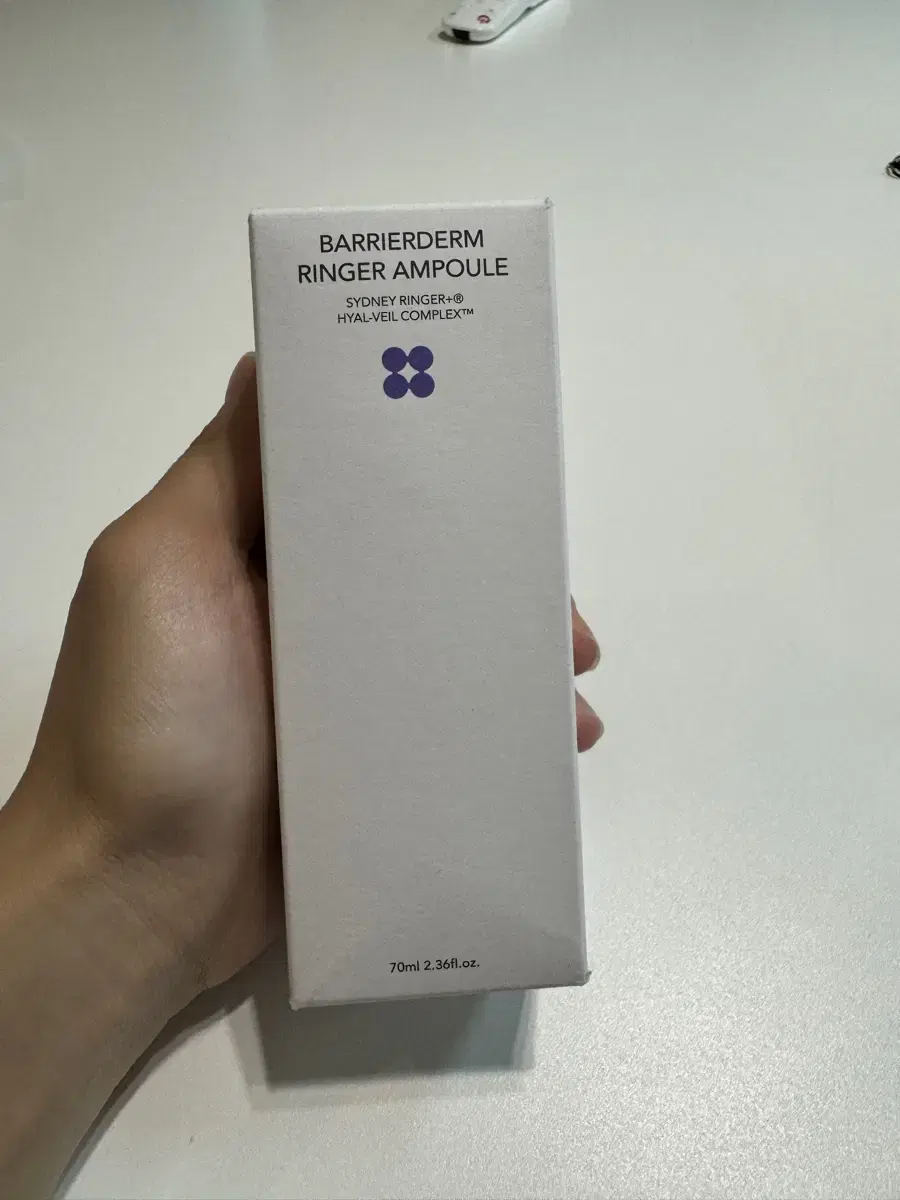 BARRIERDERM
RINGER AMPOULE
SYDNEY RINGER+®
HYAL-VEIL COMPLEX™
70ml 2.36fl.oz.